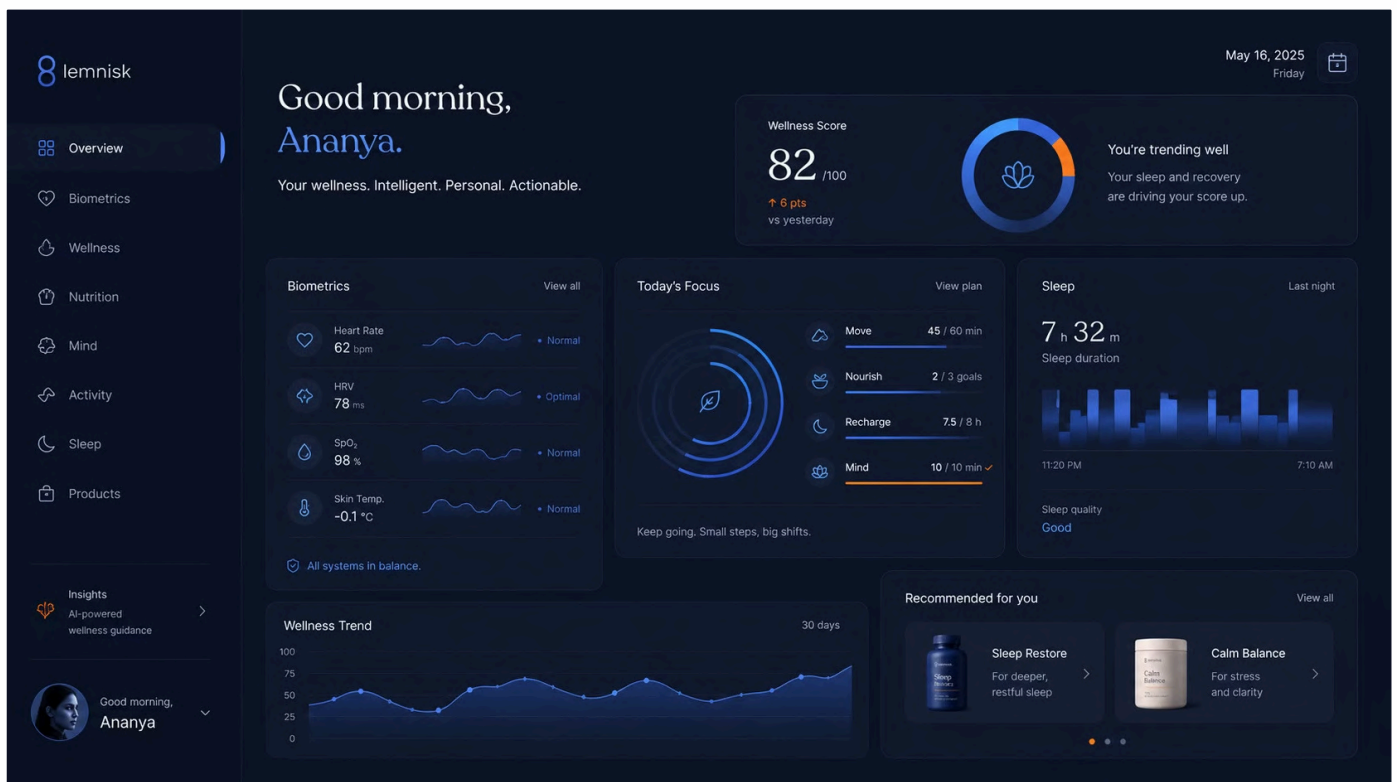 lemnisk
Overview
Biometrics
Wellness
Nutrition
Mind
Activity
Sleep
Products
Insights
AI-powered
wellness guidance
Good morning,
Ananya
Good morning,
Ananya.
Your wellness. Intelligent. Personal. Actionable.
May 16, 2025
Friday
Wellness Score
82 /100
↑ 6 pts
vs yesterday
You're trending well
Your sleep and recovery
are driving your score up.
Biometrics View all
Heart Rate
62 bpm
Normal
HRV
78 ms
Optimal
SpO₂
98 %
Normal
Skin Temp.
-0.1 °C
Normal
All systems in balance.
Today's Focus View plan
Move 45 / 60 min
Nourish 2 / 3 goals
Recharge 7.5 / 8 h
Mind 10 / 10 min
Keep going. Small steps, big shifts.
Sleep Last night
7 h 32 m
Sleep duration
11:20 PM 7:10 AM
Sleep quality
Good
Wellness Trend 30 days
100
75
50
25
0
Recommended for you View all
Sleep
Sleep Restore
For deeper,
restful sleep
Calm
Balance
Calm Balance
For stress
and clarity